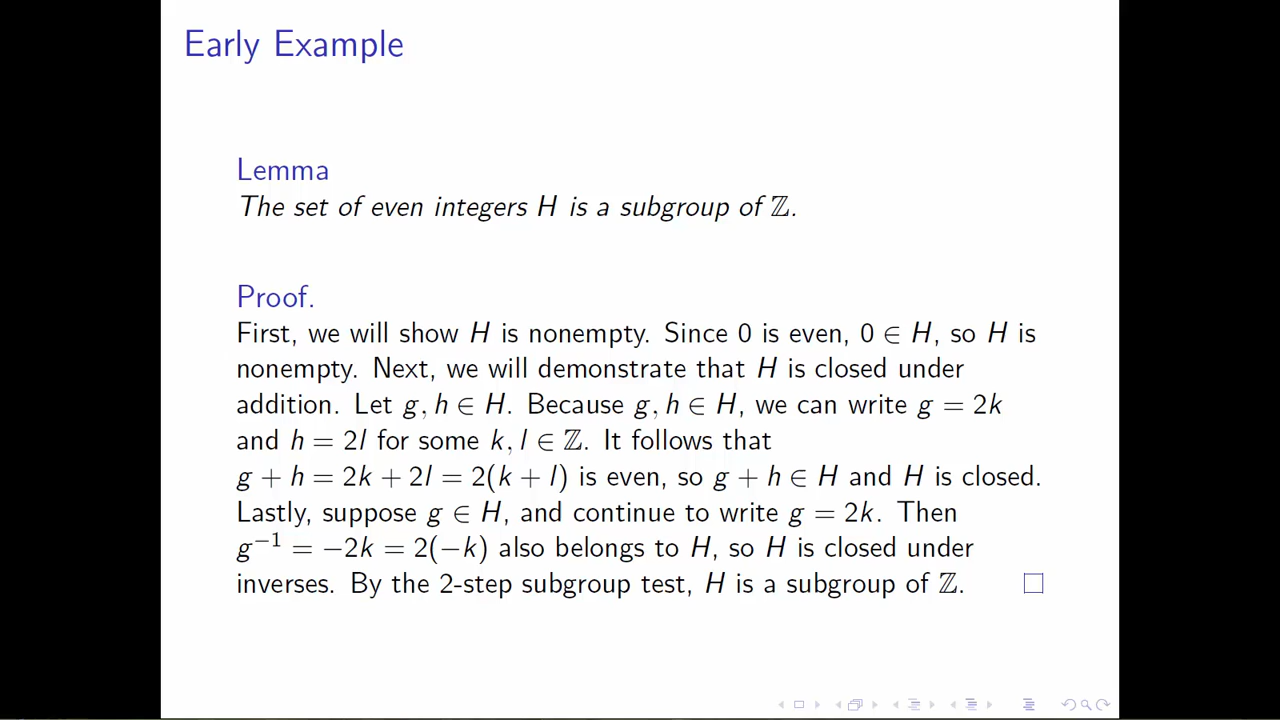 Early Example
Lemma
The set of even integers H is a subgroup of ℤ.
Proof.
First, we will show H is nonempty. Since 0 is even, 0 ∈ H, so H is
nonempty. Next, we will demonstrate that H is closed under
addition. Let g, h ∈ H. Because g, h ∈ H, we can write g = 2k
and h = 2l for some k, l ∈ ℤ. It follows that
g + h = 2k + 2l = 2(k + l) is even, so g + h ∈ H and H is closed.
Lastly, suppose g ∈ H, and continue to write g = 2k. Then
g⁻¹ = −2k = 2(−k) also belongs to H, so H is closed under
inverses. By the 2-step subgroup test, H is a subgroup of ℤ. □